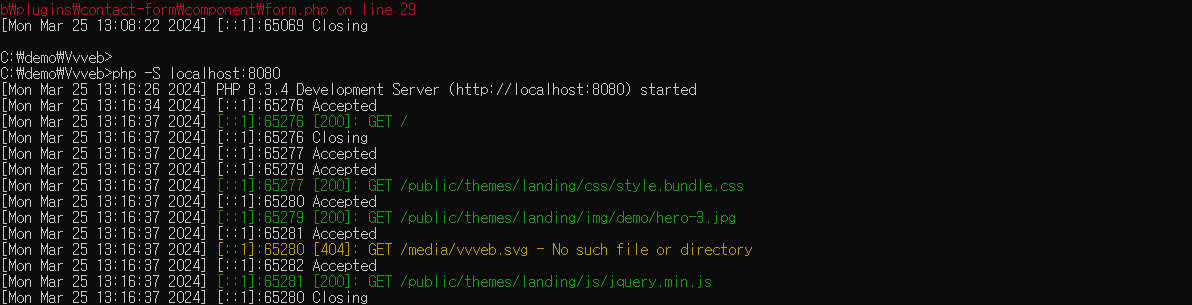 b₩plugins₩contact-form₩component₩form.php on line 29
[Mon Mar 25 13:08:22 2024] [::1]:65069 Closing
C:₩demo₩Vvveb>
C:₩demo₩Vvveb>php -S localhost:8080
[Mon Mar 25 13:16:26 2024] PHP 8.3.4 Development Server (http://localhost:8080) started
[Mon Mar 25 13:16:34 2024] [::1]:65276 Accepted
[Mon Mar 25 13:16:37 2024] [::1]:65276 [200]: GET /
[Mon Mar 25 13:16:37 2024] [::1]:65276 Closing
[Mon Mar 25 13:16:37 2024] [::1]:65277 Accepted
[Mon Mar 25 13:16:37 2024] [::1]:65279 Accepted
[Mon Mar 25 13:16:37 2024] [::1]:65277 [200]: GET /public/themes/landing/css/style.bundle.css
[Mon Mar 25 13:16:37 2024] [::1]:65280 Accepted
[Mon Mar 25 13:16:37 2024] [::1]:65279 [200]: GET /public/themes/landing/img/demo/hero-3.jpg
[Mon Mar 25 13:16:37 2024] [::1]:65281 Accepted
[Mon Mar 25 13:16:37 2024] [::1]:65280 [404]: GET /media/vvveb.svg - No such file or directory
[Mon Mar 25 13:16:37 2024] [::1]:65282 Accepted
[Mon Mar 25 13:16:37 2024] [::1]:65281 [200]: GET /public/themes/landing/js/jquery.min.js
[Mon Mar 25 13:16:37 2024] [::1]:65280 Closing